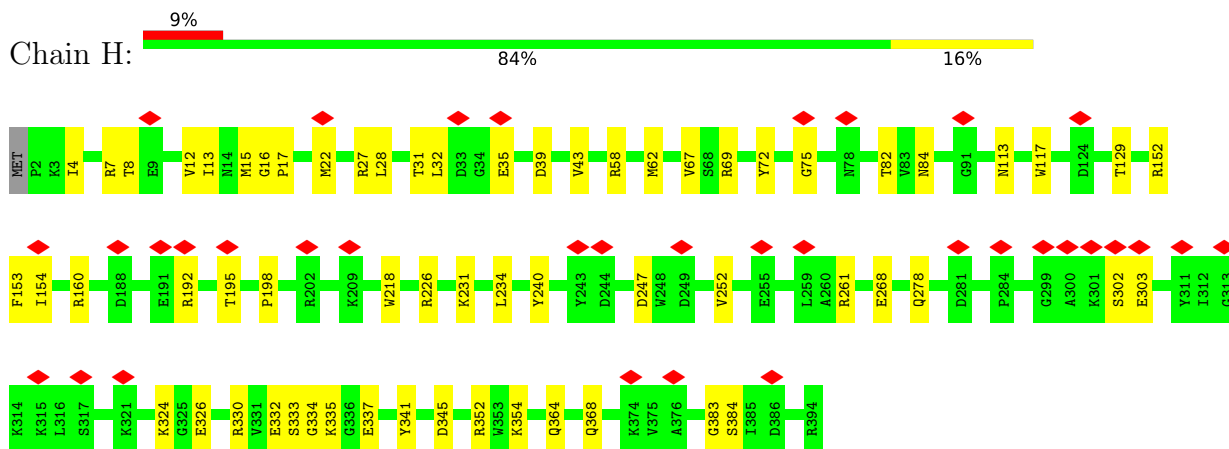 9%
Chain H:
84% 16%
MET P2 K3 I4 R7 T8 E9 V12 I13 N14 M15 G16 P17 M22 R27 L28 T31 L32 D33 G34 E35 D39 V43 R58 M62 V67 S68 R69 Y72 G75 N78 T82 V83 N84 G91 N113 W117 D124 T129 R152
F153 I154 R160 D188 E191 R192 T195 P198 R202 K209 W218 R226 K231 L234 Y240 Y243 D244 D247 W248 D249 V252 E255 L259 A260 R261 E268 Q278 D281 P284 G299 A300 K301 S302 E303 Y311 I312 G313
K314 K315 L316 S317 K321 K324 G325 E326 R330 V331 E332 S333 G334 K335 G336 E337 Y341 D345 R352 W353 K354 Q364 Q368 K374 V375 A376 G383 S384 I385 D386 R394